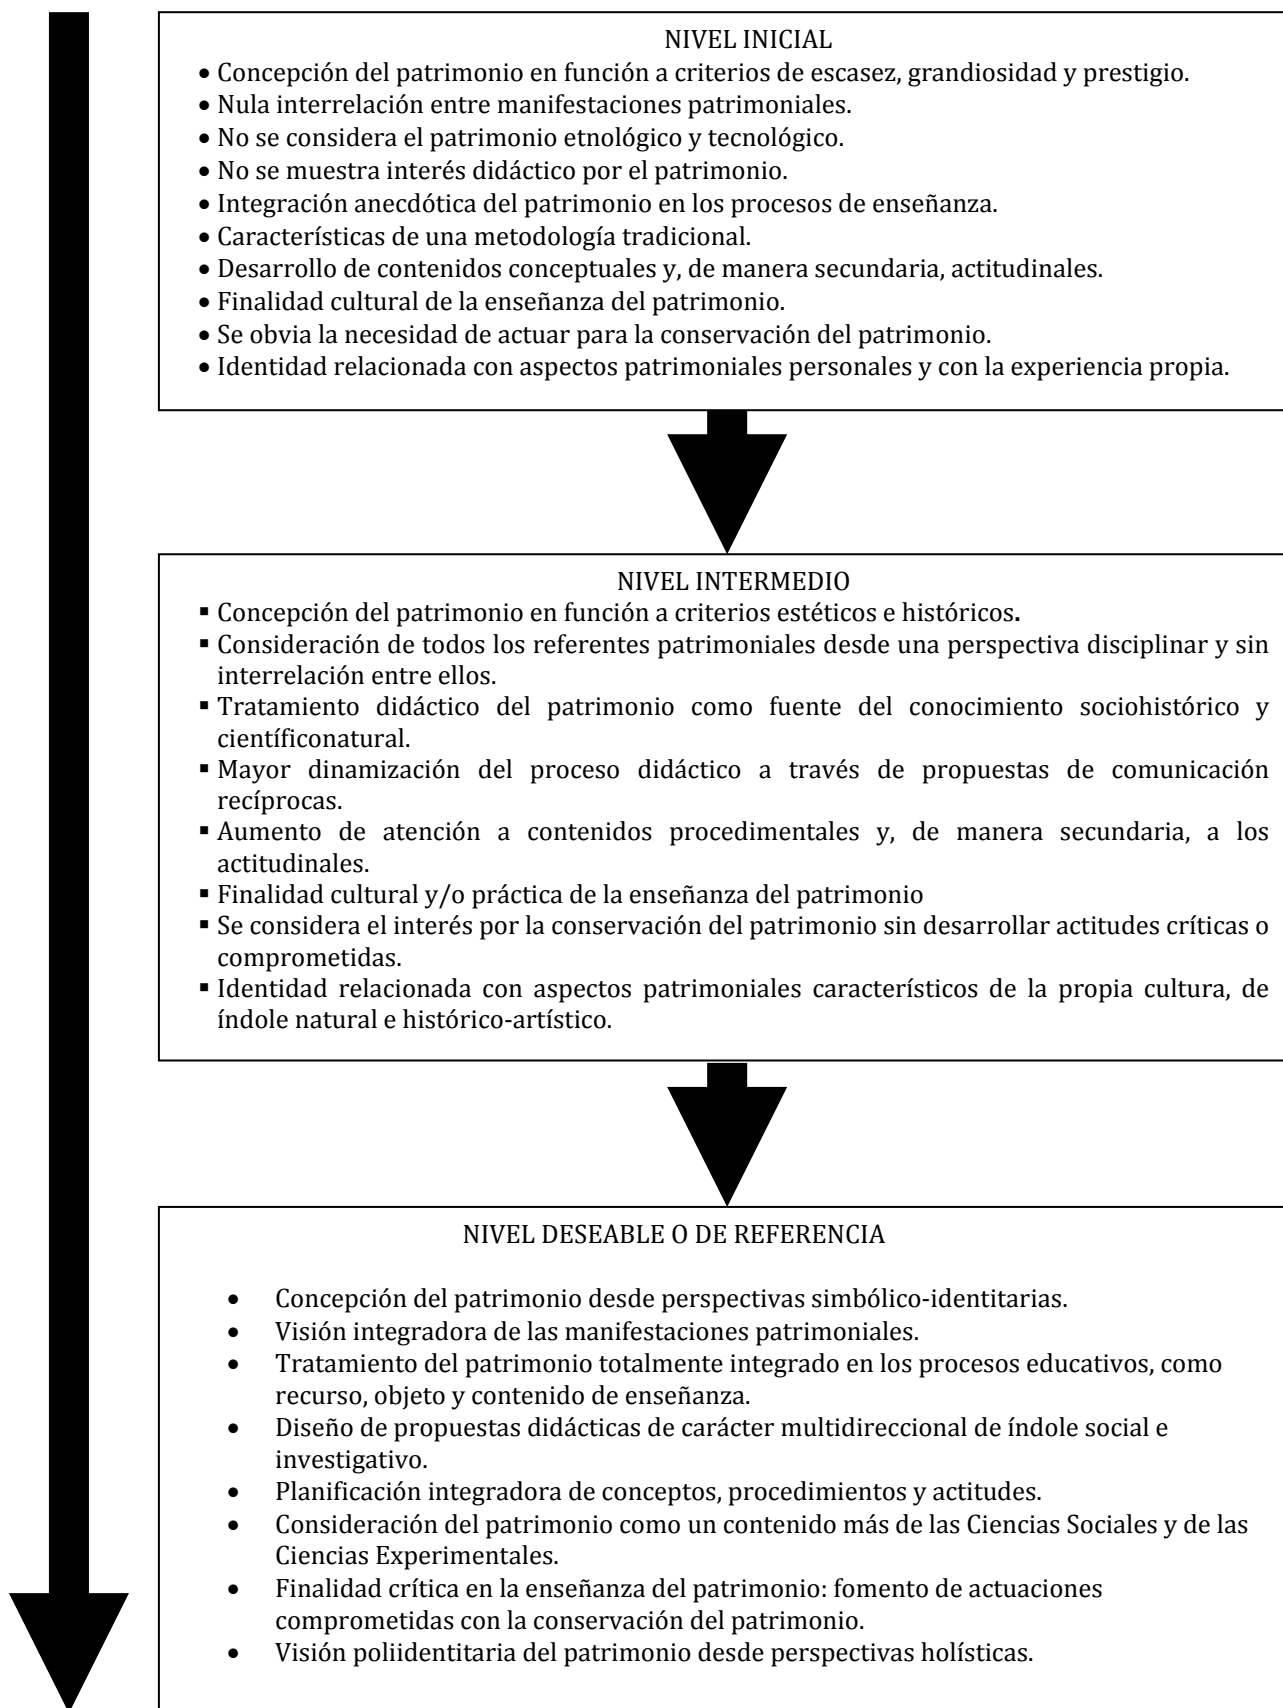 NIVEL INICIAL
• Concepción del patrimonio en función a criterios de escasez, grandiosidad y prestigio.
• Nula interrelación entre manifestaciones patrimoniales.
• No se considera el patrimonio etnológico y tecnológico.
• No se muestra interés didáctico por el patrimonio.
• Integración anecdótica del patrimonio en los procesos de enseñanza.
• Características de una metodología tradicional.
• Desarrollo de contenidos conceptuales y, de manera secundaria, actitudinales.
• Finalidad cultural de la enseñanza del patrimonio.
• Se obvia la necesidad de actuar para la conservación del patrimonio.
• Identidad relacionada con aspectos patrimoniales personales y con la experiencia propia.
NIVEL INTERMEDIO
▪ Concepción del patrimonio en función a criterios estéticos e históricos.
▪ Consideración de todos los referentes patrimoniales desde una perspectiva disciplinar y sin
interrelación entre ellos.
▪ Tratamiento didáctico del patrimonio como fuente del conocimiento sociohistórico y
científiconatural.
▪ Mayor dinamización del proceso didáctico a través de propuestas de comunicación
recíprocas.
▪ Aumento de atención a contenidos procedimentales y, de manera secundaria, a los
actitudinales.
▪ Finalidad cultural y/o práctica de la enseñanza del patrimonio
▪ Se considera el interés por la conservación del patrimonio sin desarrollar actitudes críticas o
comprometidas.
▪ Identidad relacionada con aspectos patrimoniales característicos de la propia cultura, de
índole natural e histórico-artístico.
NIVEL DESEABLE O DE REFERENCIA
• Concepción del patrimonio desde perspectivas simbólico-identitarias.
• Visión integradora de las manifestaciones patrimoniales.
• Tratamiento del patrimonio totalmente integrado en los procesos educativos, como
recurso, objeto y contenido de enseñanza.
• Diseño de propuestas didácticas de carácter multidireccional de índole social e
investigativo.
• Planificación integradora de conceptos, procedimientos y actitudes.
• Consideración del patrimonio como un contenido más de las Ciencias Sociales y de las
Ciencias Experimentales.
• Finalidad crítica en la enseñanza del patrimonio: fomento de actuaciones
comprometidas con la conservación del patrimonio.
• Visión poliidentitaria del patrimonio desde perspectivas holísticas.